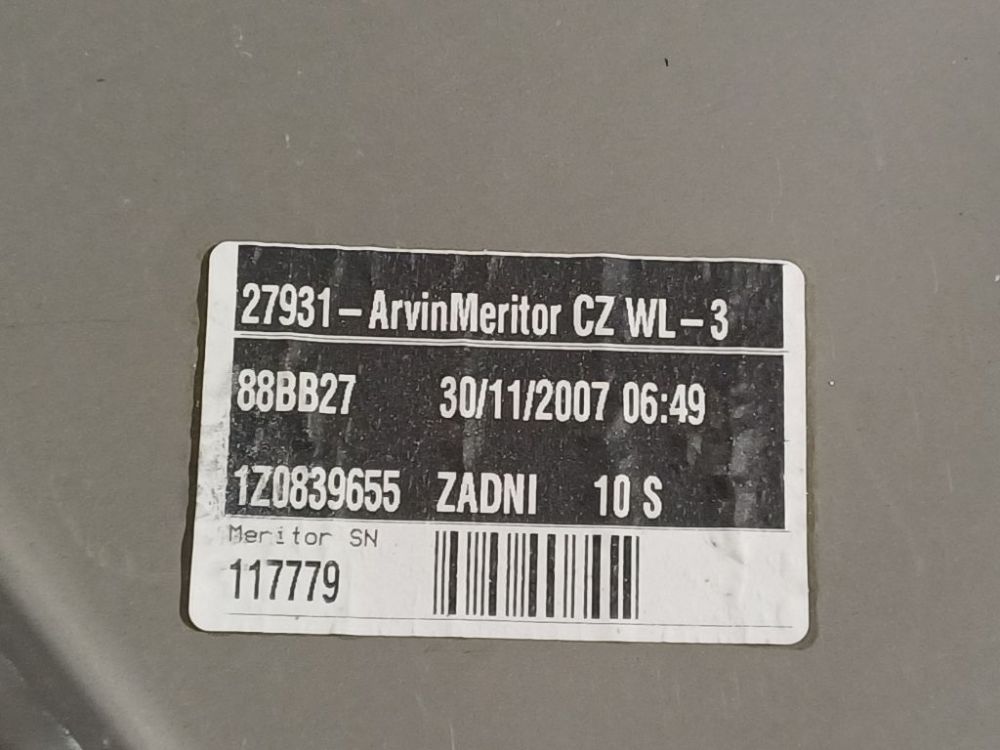 27931-ArvinMeritor CZ WL-3
88BB27 30/11/2007 06:49
1Z0839655 ZADNI 10 S
Meritor SN
117779